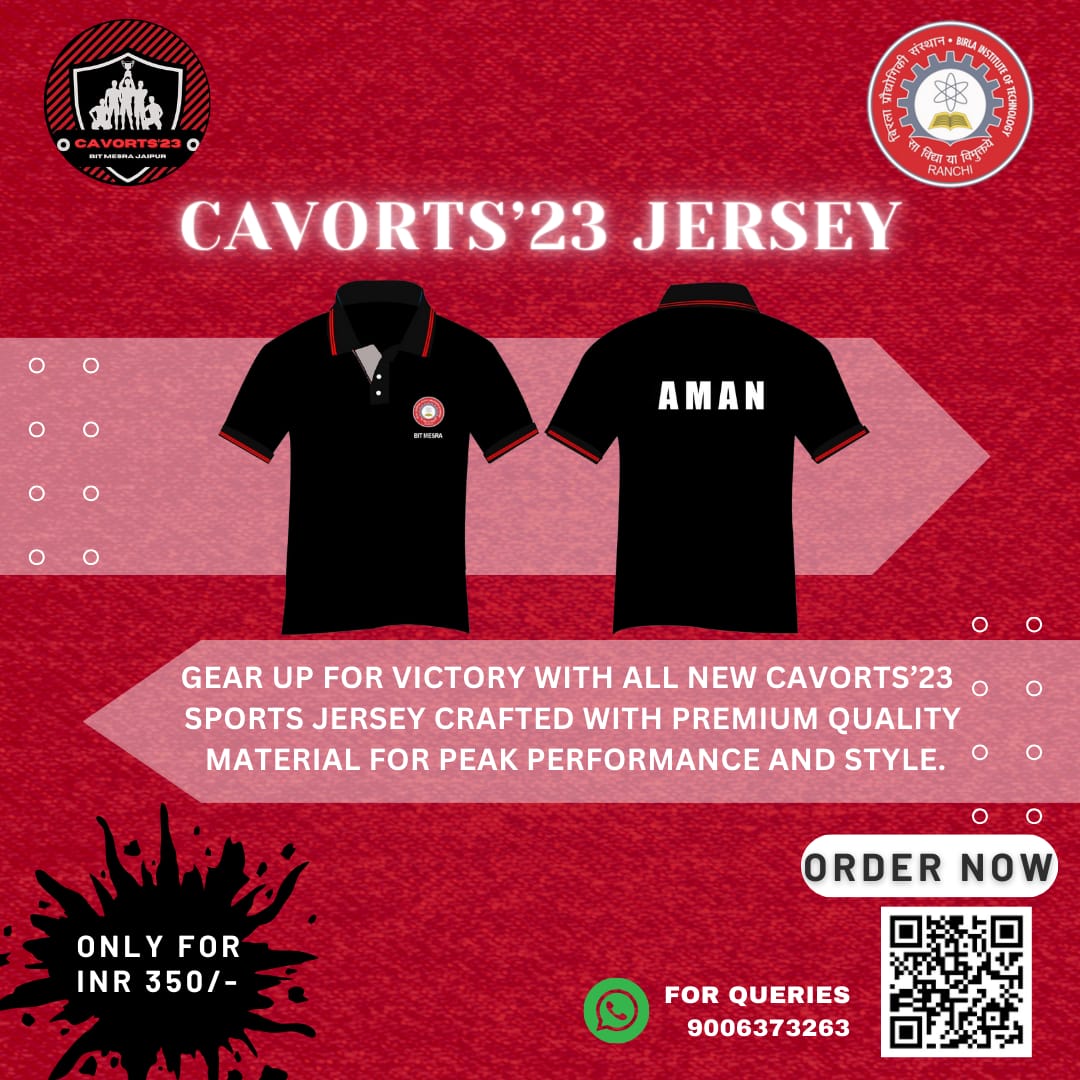 CAVORTS'23
BIT MESRA JAIPUR
बिरला प्रौद्योगिकी संस्थान • BIRLA INSTITUTE OF TECHNOLOGY
सा विद्या या विमुक्तये
RANCHI
CAVORTS’23 JERSEY
BIT MESRA
AMAN
GEAR UP FOR VICTORY WITH ALL NEW CAVORTS’23
SPORTS JERSEY CRAFTED WITH PREMIUM QUALITY
MATERIAL FOR PEAK PERFORMANCE AND STYLE.
ORDER NOW
ONLY FOR
INR 350/-
FOR QUERIES
9006373263